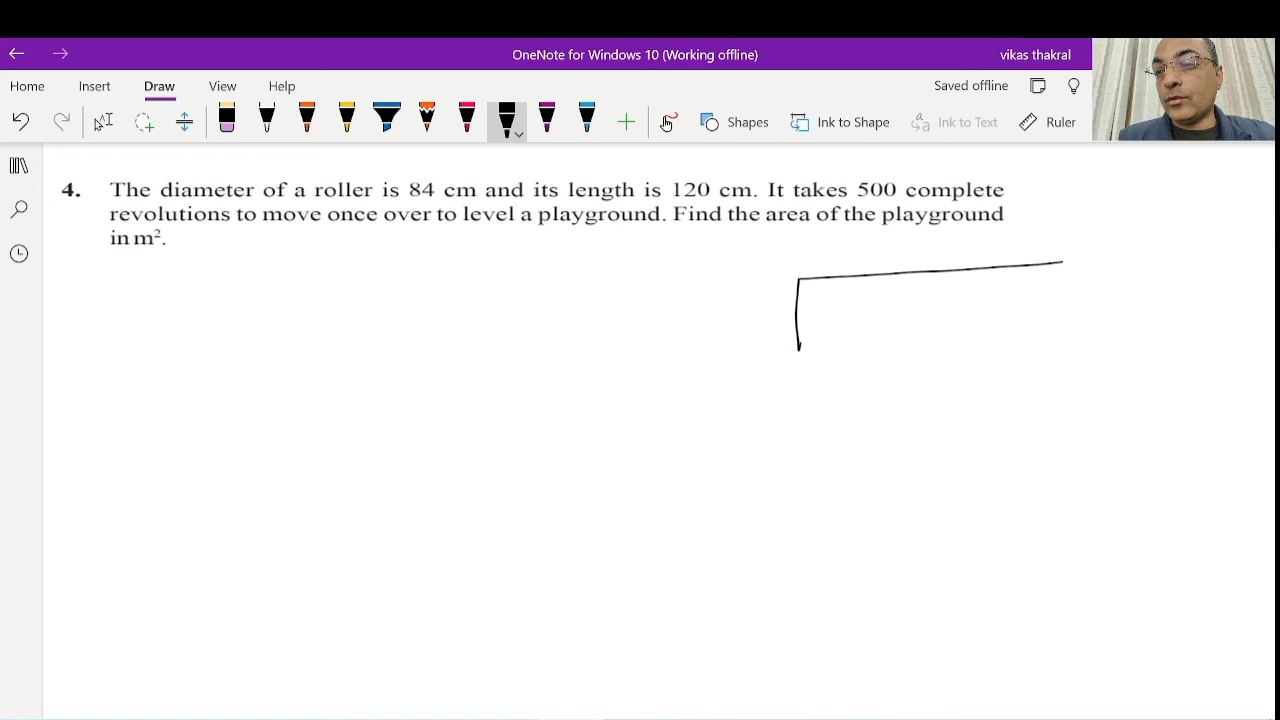 OneNote for Windows 10 (Working offline)
vikas thakral
Home Insert Draw View Help
Saved offline
Shapes Ink to Shape Ink to Text Ruler
4. The diameter of a roller is 84 cm and its length is 120 cm. It takes 500 complete
revolutions to move once over to level a playground. Find the area of the playground
in m².